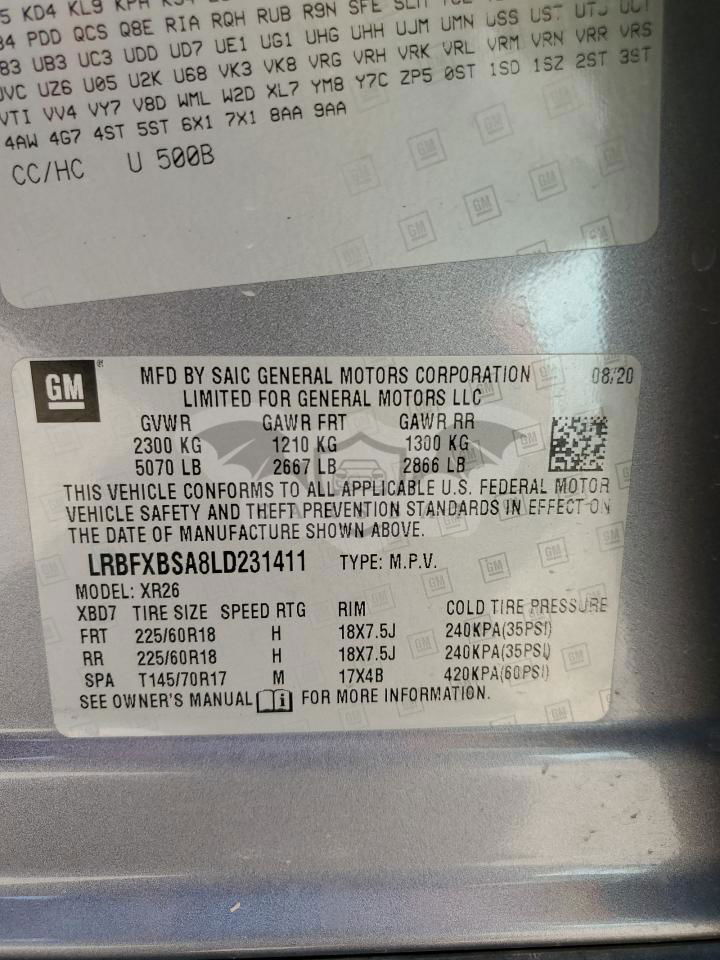 5 KD4 KL9 KPA
34 PDD QCS Q8E RIA RQH RUB R9N SFE SLM
B3 UB3 UC3 UDD UD7 UE1 UG1 UHG UHH UJM UMN USS UST UTJ
UVC UZ6 U05 U2K U68 VK3 VK8 VRG VRH VRK VRL VRM VRN VRR VRS
VTI VV4 VY7 V8D WML W2D XL7 YM8 Y7C ZP5 0ST 1SD 1SZ 2ST 3ST
4AW 4G7 4ST 5ST 6X1 7X1 8AA 9AA
CC/HC U 500B
GM ® MFD BY SAIC GENERAL MOTORS CORPORATION 08/20
LIMITED FOR GENERAL MOTORS LLC
GVWR GAWR FRT GAWR RR
2300 KG 1210 KG 1300 KG
5070 LB 2667 LB 2866 LB
THIS VEHICLE CONFORMS TO ALL APPLICABLE U.S. FEDERAL MOTOR
VEHICLE SAFETY AND THEFT PREVENTION STANDARDS IN EFFECT ON
THE DATE OF MANUFACTURE SHOWN ABOVE.
LRBFXBSA8LD231411 TYPE: M.P.V.
MODEL: XR26
XBD7 TIRE SIZE SPEED RTG RIM COLD TIRE PRESSURE
FRT 225/60R18 H 18X7.5J 240KPA(35PSI)
RR 225/60R18 H 18X7.5J 240KPA(35PSI)
SPA T145/70R17 M 17X4B 420KPA(60PSI)
SEE OWNER'S MANUAL FOR MORE INFORMATION.